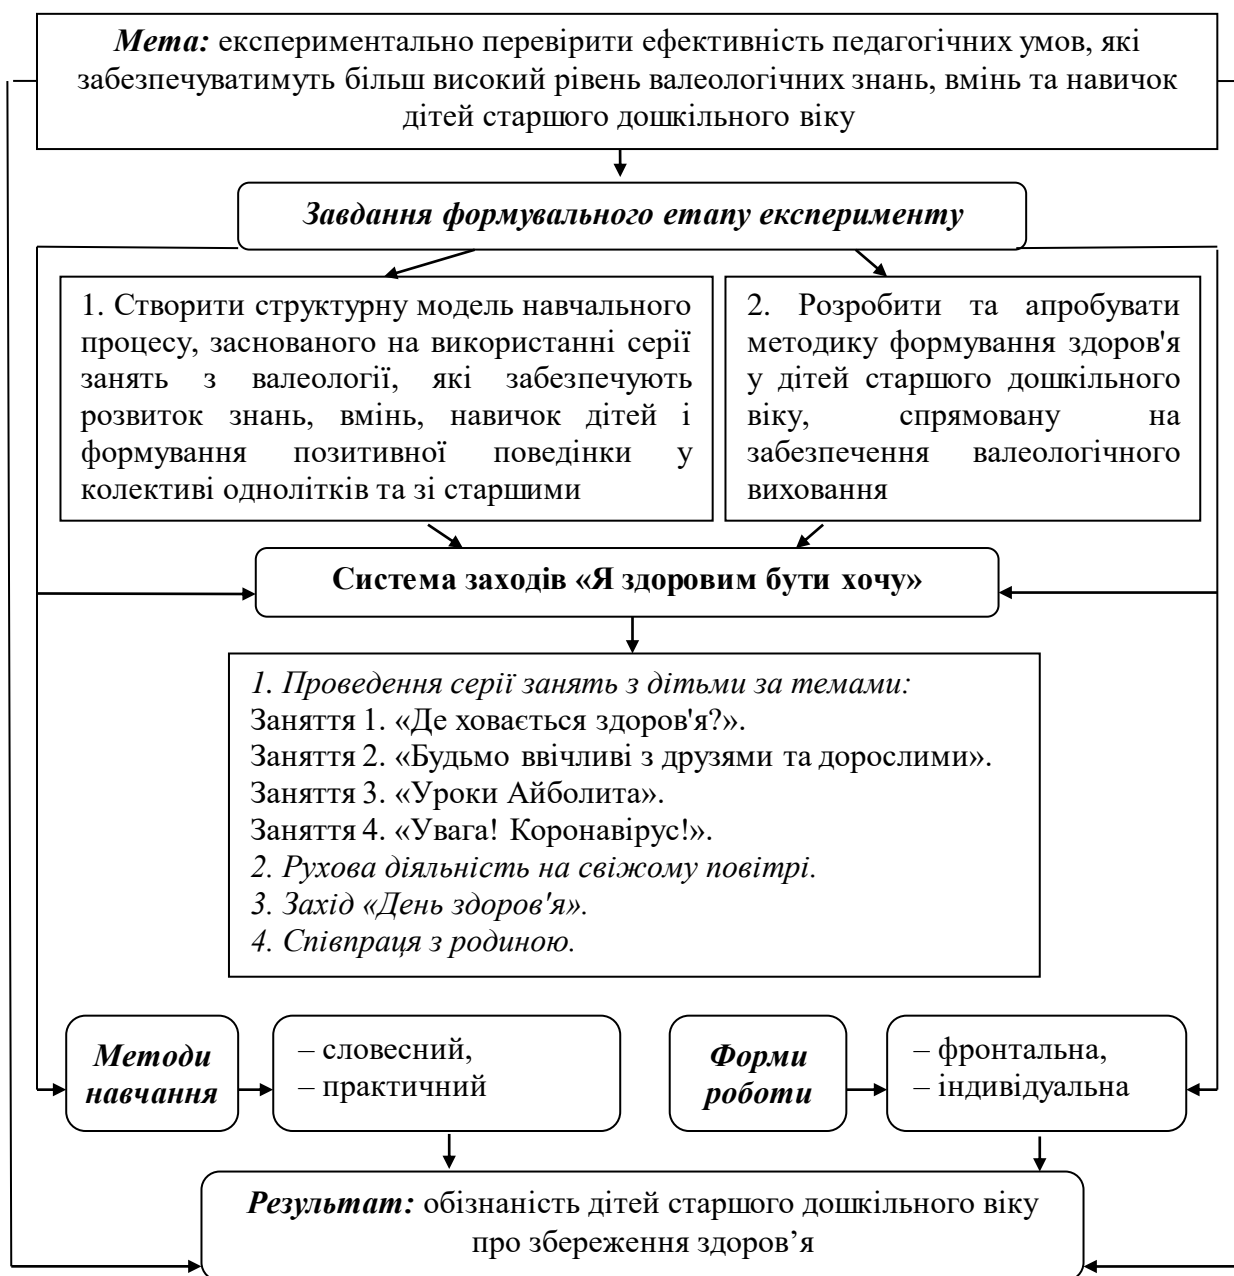 Мета: експериментально перевірити ефективність педагогічних умов, які
забезпечуватимуть більш високий рівень валеологічних знань, вмінь та навичок
дітей старшого дошкільного віку
Завдання формувального етапу експерименту
1. Створити структурну модель навчального
процесу, заснованого на використанні серії
занять з валеології, які забезпечують
розвиток знань, вмінь, навичок дітей і
формування позитивної поведінки у
колективі однолітків та зі старшими
2. Розробити та апробувати
методику формування здоров'я
у дітей старшого дошкільного
віку, спрямовану на
забезпечення валеологічного
виховання
Система заходів «Я здоровим бути хочу»
1. Проведення серії занять з дітьми за темами:
Заняття 1. «Де ховається здоров'я?».
Заняття 2. «Будьмо ввічливі з друзями та дорослими».
Заняття 3. «Уроки Айболита».
Заняття 4. «Увага! Коронавірус!».
2. Рухова діяльність на свіжому повітрі.
3. Захід «День здоров'я».
4. Співпраця з родиною.
Методи
навчання
– словесний,
– практичний
Форми
роботи
– фронтальна,
– індивідуальна
Результат: обізнаність дітей старшого дошкільного віку
про збереження здоров’я